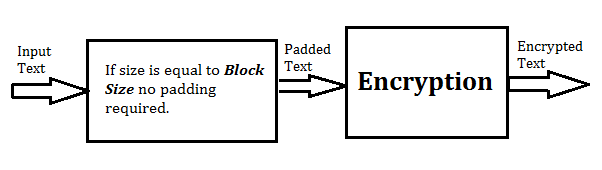 Input
Text
If size is equal to Block
Size no padding
required.
Padded
Text
Encryption
Encrypted
Text